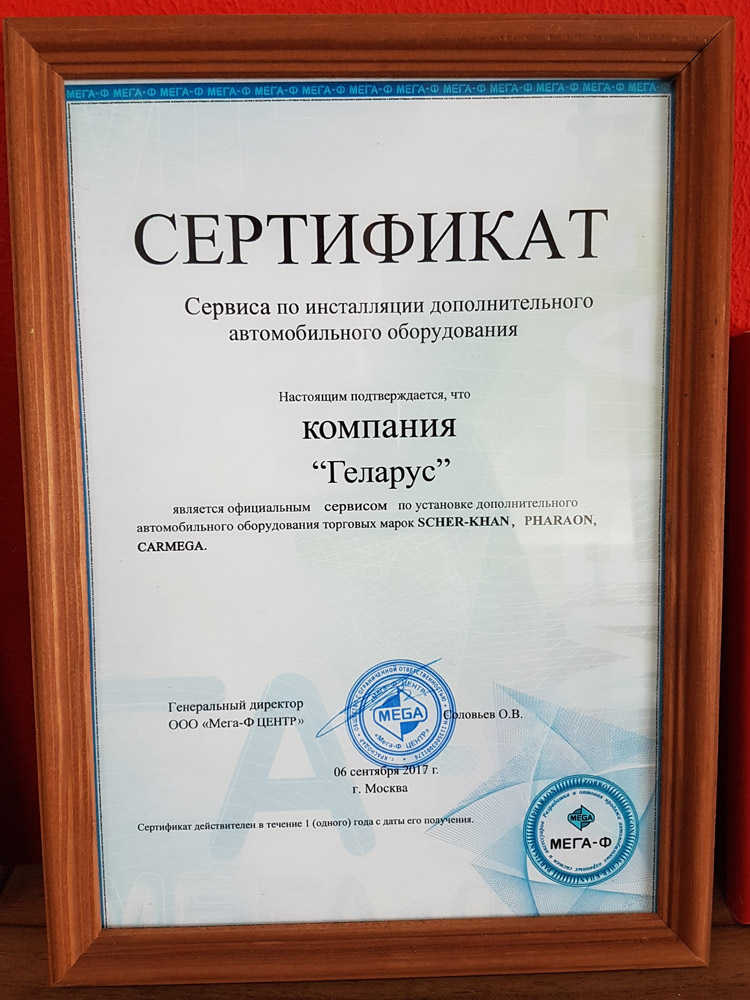 МЕГА-Ф МЕГА-Ф МЕГА-Ф МЕГА-Ф МЕГА-Ф МЕГА-Ф МЕГА-Ф МЕГА-Ф МЕГА-Ф МЕГА-Ф МЕГА-Ф МЕГА-Ф МЕГА-
СЕРТИФИКАТ
Сервиса по инсталляции дополнительного
автомобильного оборудования
Настоящим подтверждается, что
компания
“Геларус”
является официальным сервисом по установке дополнительного
автомобильного оборудования торговых марок SCHER-KHAN, PHARAON,
CARMEGA.
Генеральный директор
ООО «Мега-Ф ЦЕНТР»
MEGA
«Мега-Ф ЦЕНТР»
г. КРАСНОДАР
Соловьев О.В.
06 сентября 2017 г.
г. Москва
Сертификат действителен в течение 1 (одного) года с даты его получения.
MEGA
МЕГА-Ф